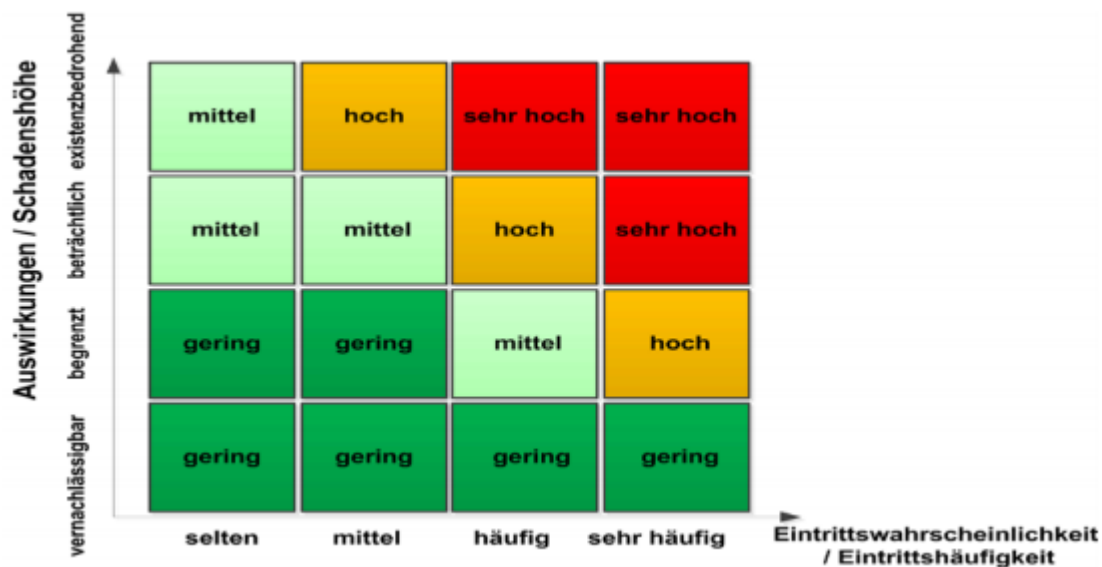 Auswirkungen / Schadenshöhe
existenzbedrohend
mittel
hoch
sehr hoch
sehr hoch
beträchtlich
mittel
mittel
hoch
sehr hoch
begrenzt
gering
gering
mittel
hoch
vernachlässigbar
gering
gering
gering
gering
selten
mittel
häufig
sehr häufig
Eintrittswahrscheinlichkeit
/ Eintrittshäufigkeit